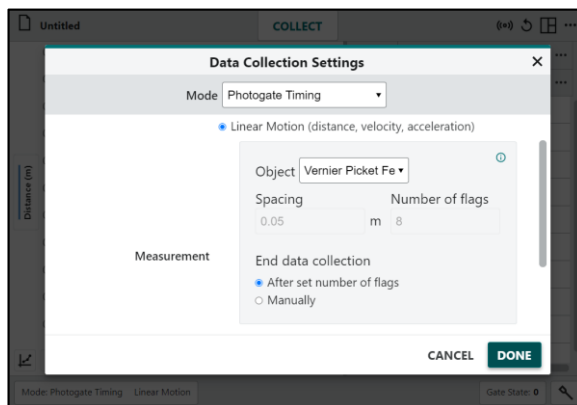 Untitled
COLLECT
Data Collection Settings
Mode Photogate Timing
Linear Motion (distance, velocity, acceleration)
Object Vernier Picket Fe
Spacing Number of flags
0.05 m 8
Measurement
End data collection
After set number of flags
Manually
Distance (m)
CANCEL DONE
Mode: Photogate Timing Linear Motion
Gate State: 0